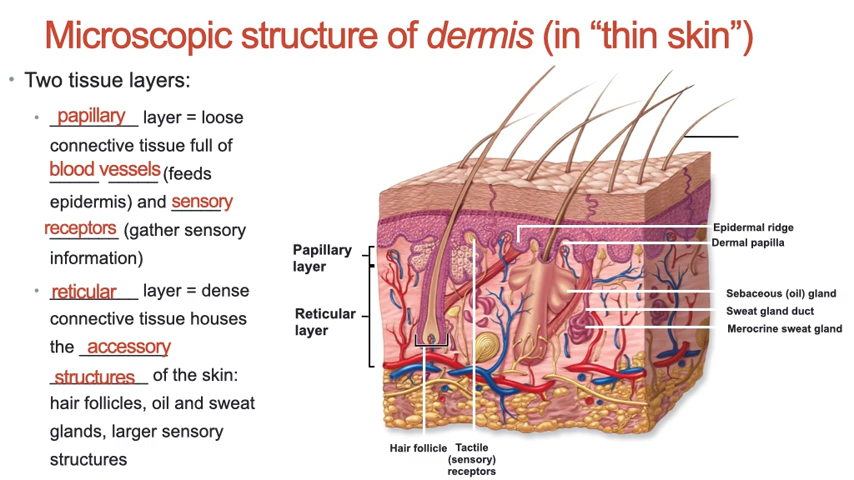 Microscopic structure of dermis (in “thin skin”)
• Two tissue layers:
• papillary layer = loose
connective tissue full of
blood vessels (feeds
epidermis) and sensory
receptors (gather sensory
information)
• reticular layer = dense
connective tissue houses
the accessory
structures of the skin:
hair follicles, oil and sweat
glands, larger sensory
structures
Papillary
layer
Reticular
layer
Epidermal ridge
Dermal papilla
Sebaceous (oil) gland
Sweat gland duct
Merocrine sweat gland
Hair follicle
Tactile
(sensory)
receptors